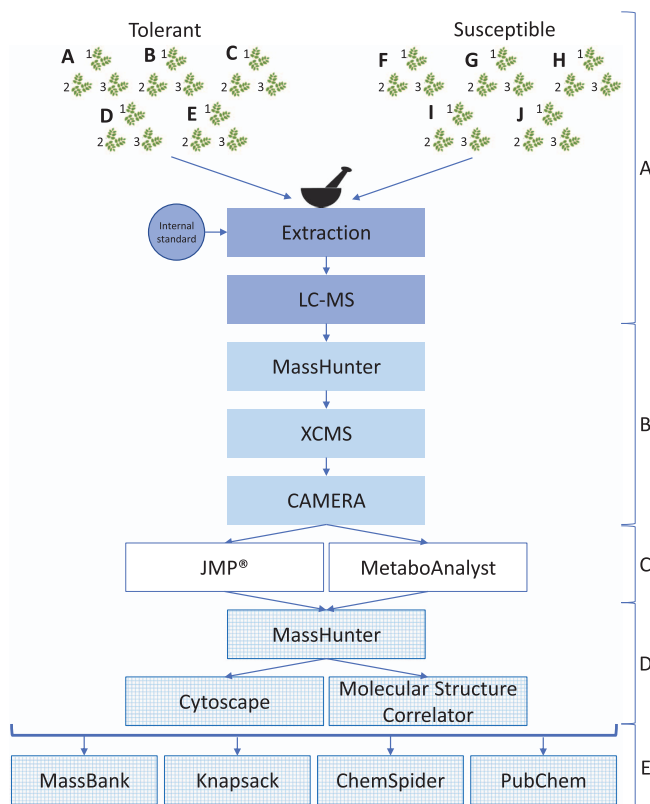 Tolerant
Susceptible
A 1 B 1 C 1
2 3 2 3 2 3
D 1 E 1
2 3 2 3
F 1 G 1 H 1
2 3 2 3 2 3
I 1 J 1
2 3 2 3
A
Internal
standard
Extraction
LC-MS
MassHunter
XCMS
CAMERA
B
JMP®
MetaboAnalyst
C
MassHunter
Cytoscape
Molecular Structure
Correlator
D
MassBank
Knapsack
ChemSpider
PubChem
E